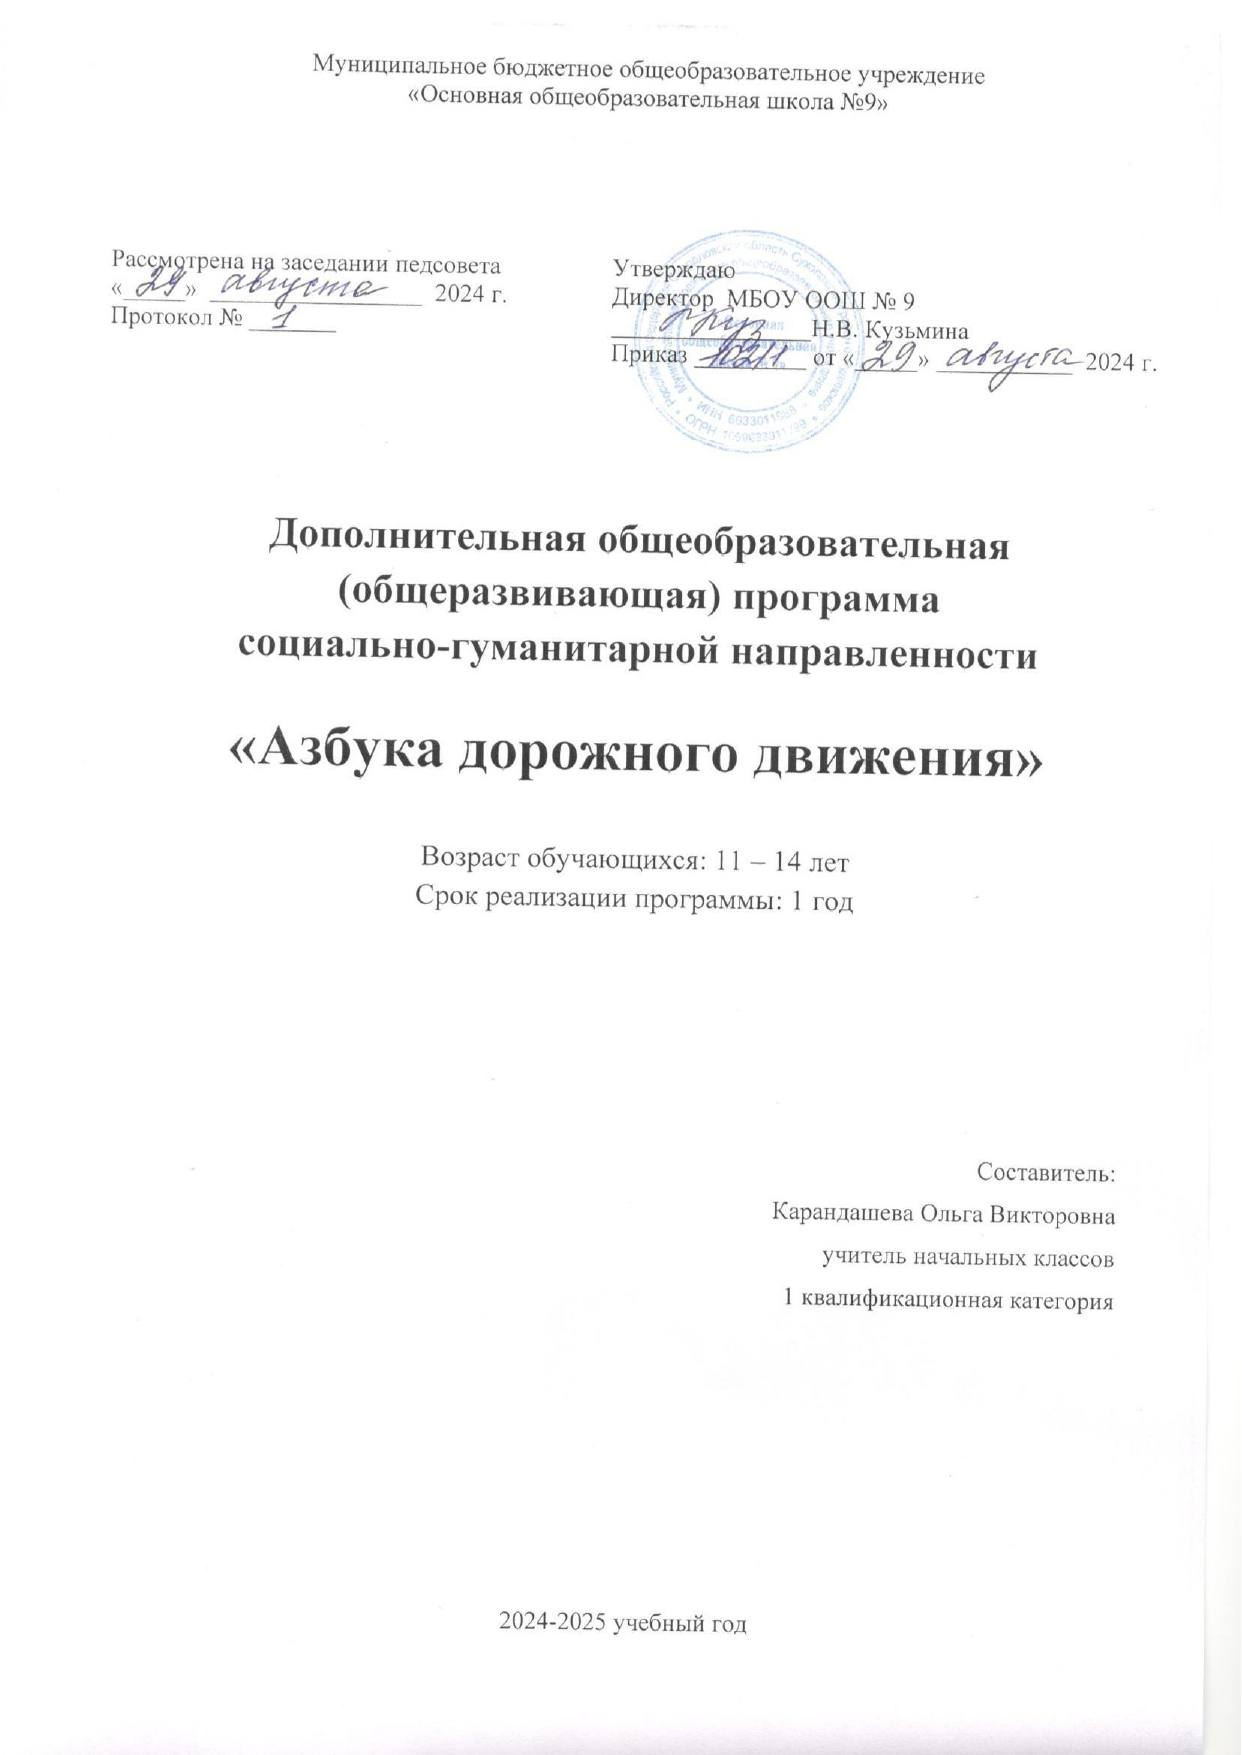 Муниципальное бюджетное общеобразовательное учреждение
«Основная общеобразовательная школа №9»
Рассмотрена на заседании педсовета
«29» августа 2024 г.
Протокол № 1
Утверждаю
Директор МБОУ ООШ № 9
Н.В. Кузьмина
Приказ от «29» августа 2024 г.
Дополнительная общеобразовательная
(общеразвивающая) программа
социально-гуманитарной направленности
«Азбука дорожного движения»
Возраст обучающихся: 11 – 14 лет
Срок реализации программы: 1 год
Составитель:
Карандашева Ольга Викторовна
учитель начальных классов
1 квалификационная категория
2024-2025 учебный год